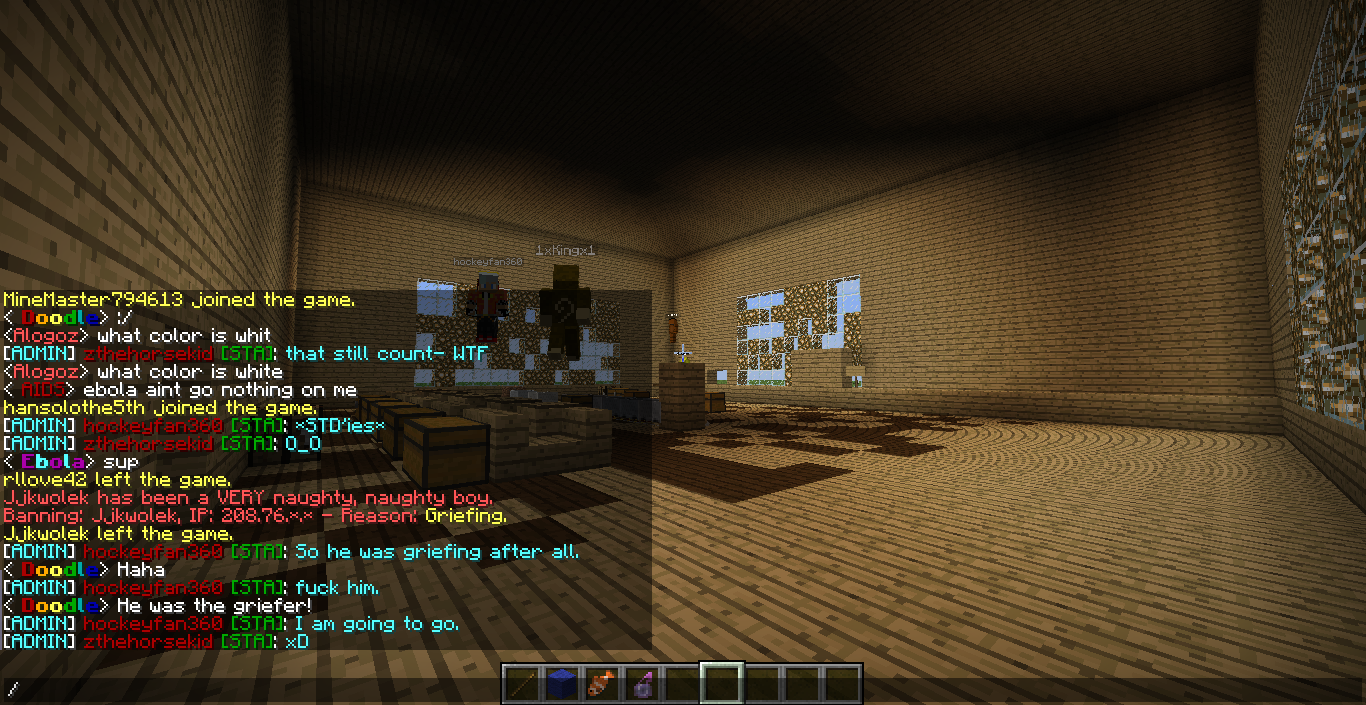 1xKingx1
hockeyfan360
MineMaster794613 joined the game.
< Doodle> :/
<Alogoz> what color is whit
[ADMIN] zthehorsekid [STA]: that still count- WTF
<Alogoz> what color is white
< AIDS> ebola aint go nothing on me
hansolothe5th joined the game.
[ADMIN] hockeyfan360 [STA]: *STD'ies*
[ADMIN] zthehorsekid [STA]: O_O
< Ebola> sup
rllove42 left the game.
Jjkwolek has been a VERY naughty, naughty boy.
Banning: Jjkwolek, IP: 208.76.*.* - Reason: Griefing.
Jjkwolek left the game.
[ADMIN] hockeyfan360 [STA]: So he was griefing after all.
< Doodle> Haha
[ADMIN] hockeyfan360 [STA]: fuck him.
< Doodle> He was the griefer!
[ADMIN] hockeyfan360 [STA]: I am going to go.
[ADMIN] zthehorsekid [STA]: xD
/